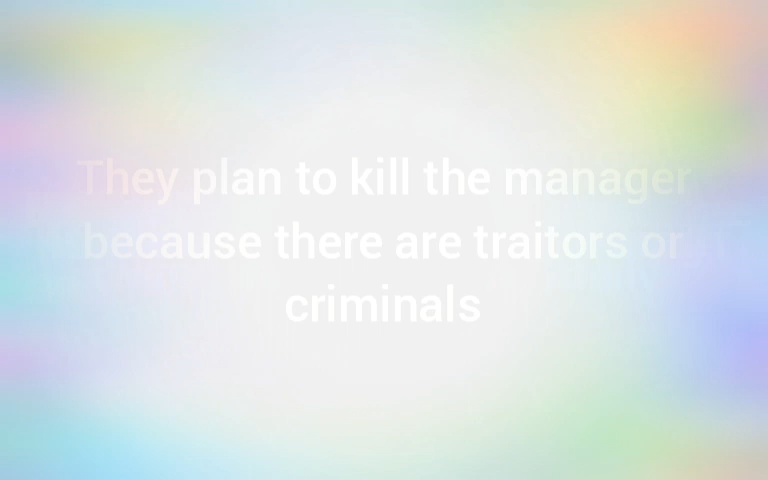 They plan to kill the manager
because there are traitors or
criminals